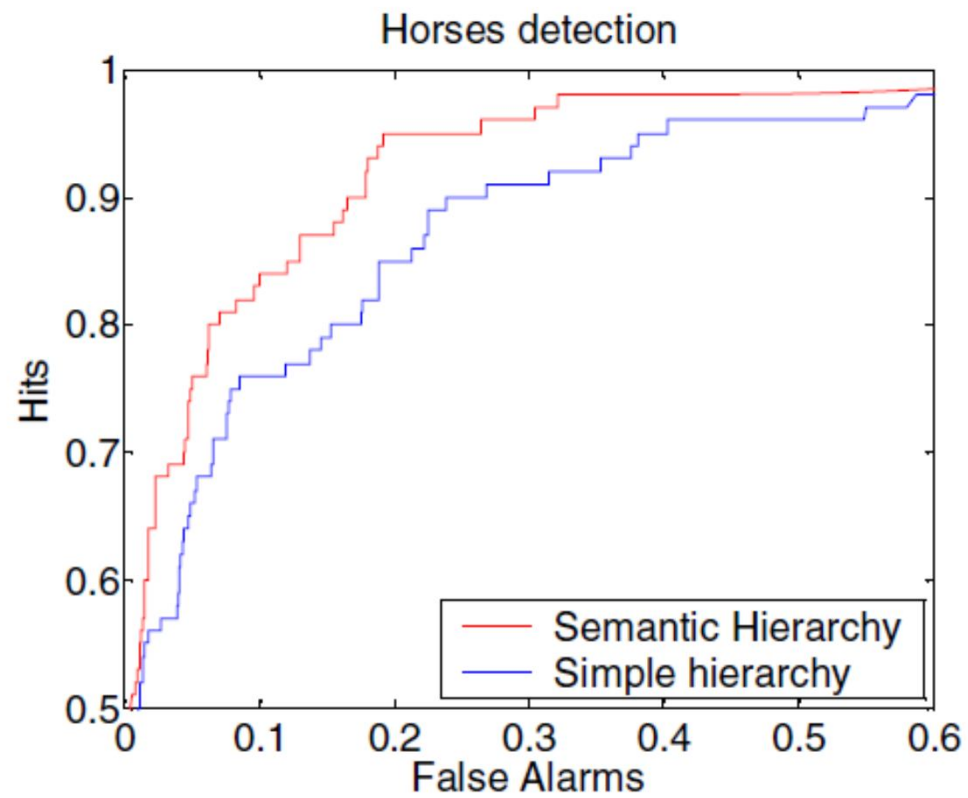 Horses detection
1
0.9
0.8
0.7
0.6
0.5
Hits
Semantic Hierarchy
Simple hierarchy
0 0.1 0.2 0.3 0.4 0.5 0.6
False Alarms